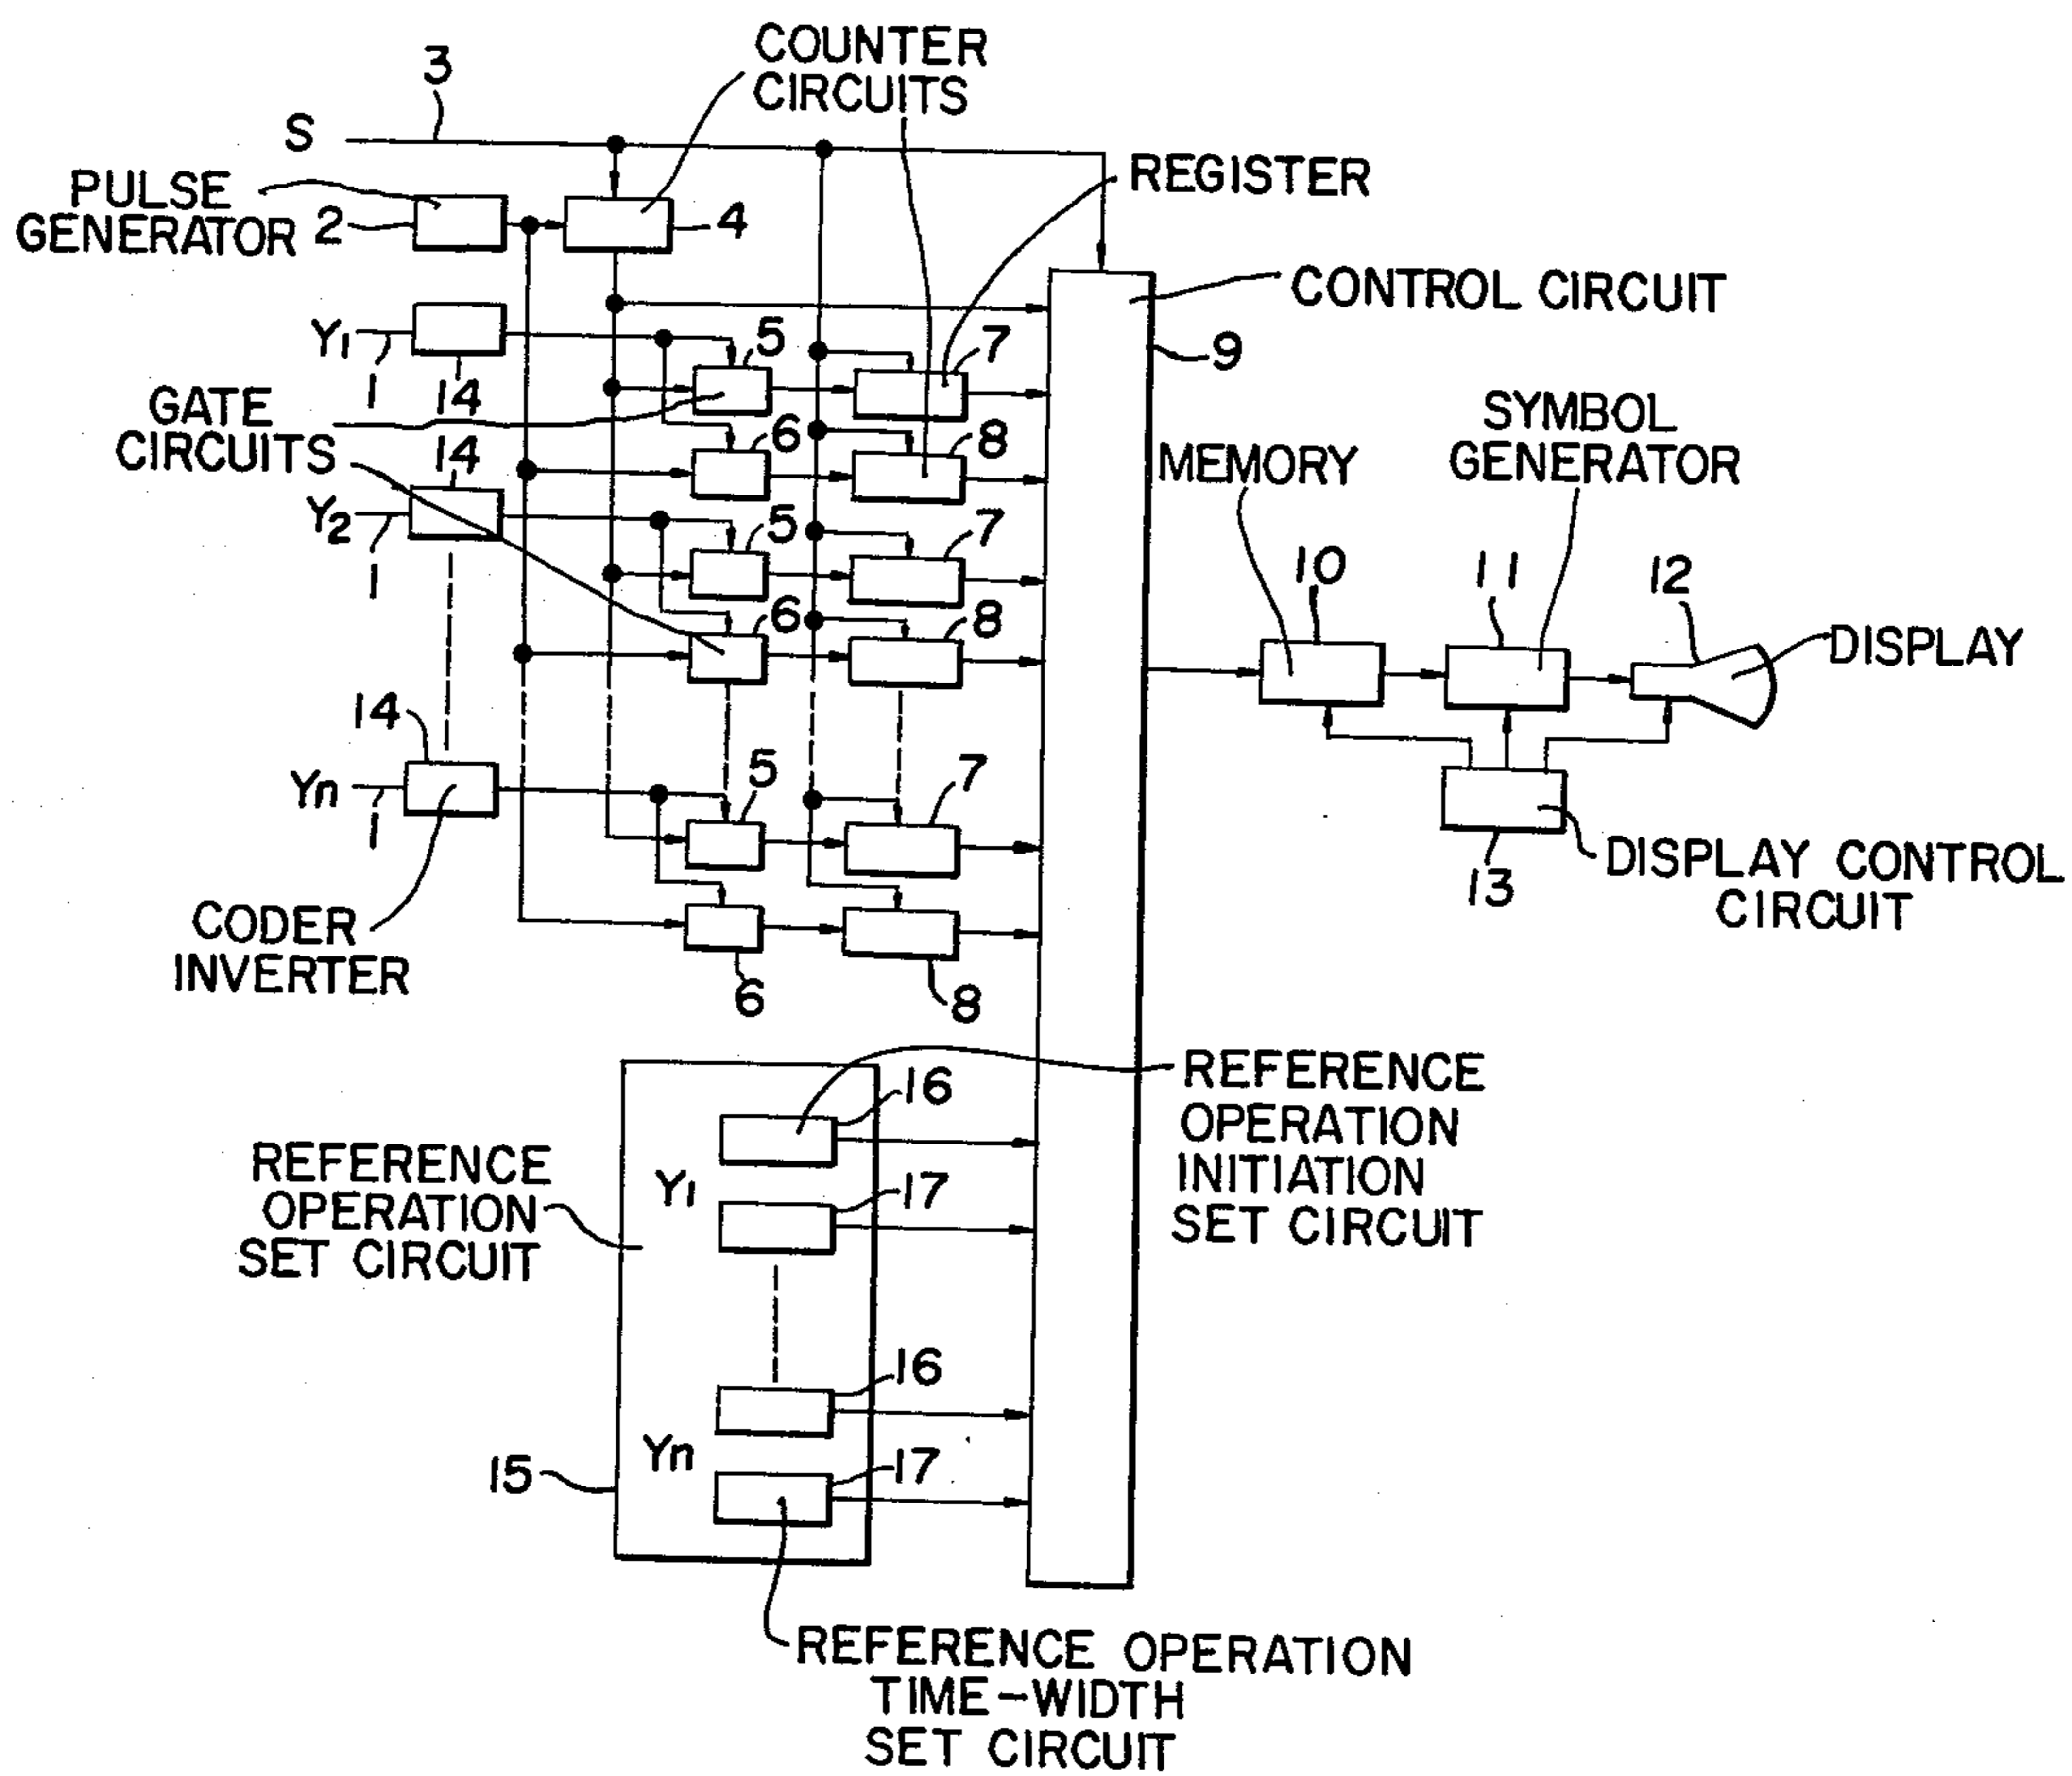 COUNTER
CIRCUITS
3
S
REGISTER
PULSE
GENERATOR 2
4
CONTROL CIRCUIT
Y1
5
7
9
1
14
GATE
CIRCUITS
6
8
SYMBOL
GENERATOR
MEMORY
14
Y2
5
7
1
10
11
12
6
8
DISPLAY
14
Yn
5
7
1
DISPLAY CONTROL
CIRCUIT
13
CODER
INVERTER
6
8
REFERENCE
OPERATION
INITIATION
SET CIRCUIT
16
REFERENCE
OPERATION
SET CIRCUIT
Y1
17
16
Yn
15
17
REFERENCE OPERATION
TIME-WIDTH
SET CIRCUIT